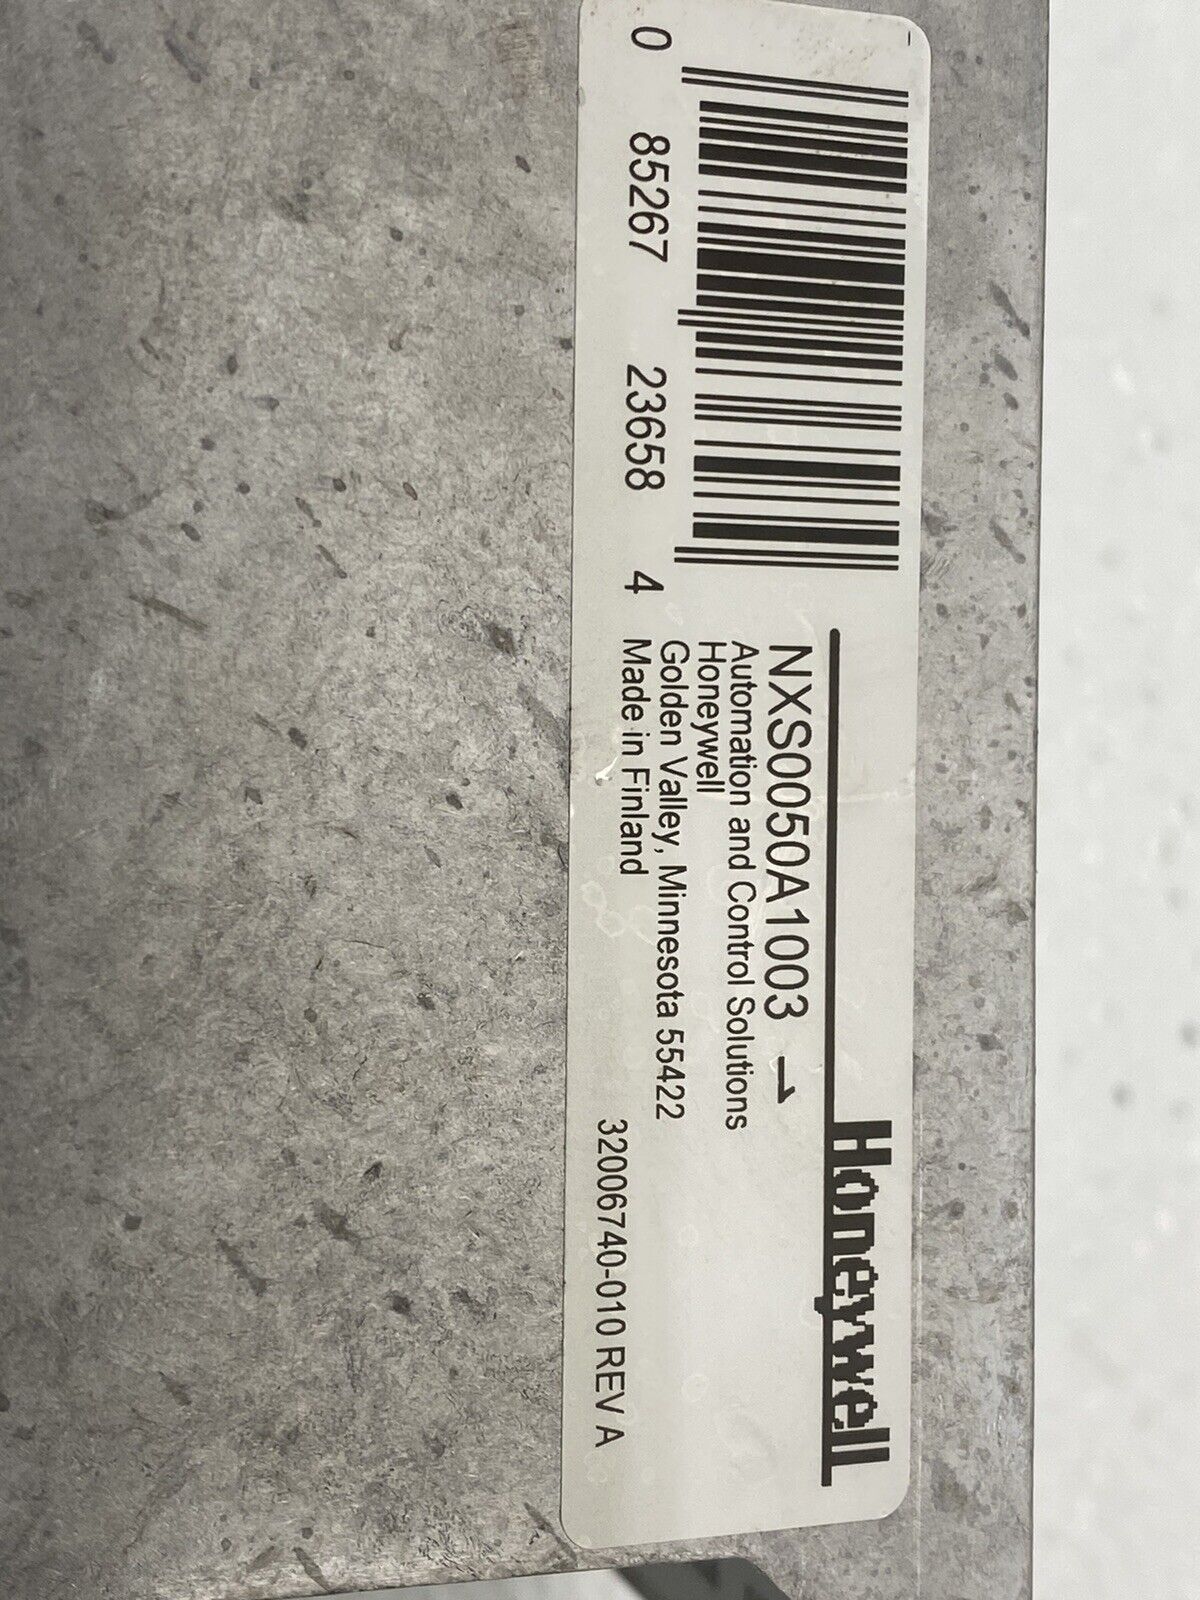 Honeywell
NXS0050A1003
Automation and Control Solutions
Honeywell
Golden Valley, Minnesota 55422
Made in Finland
0 85267 23658 4
32006740-010 REV A